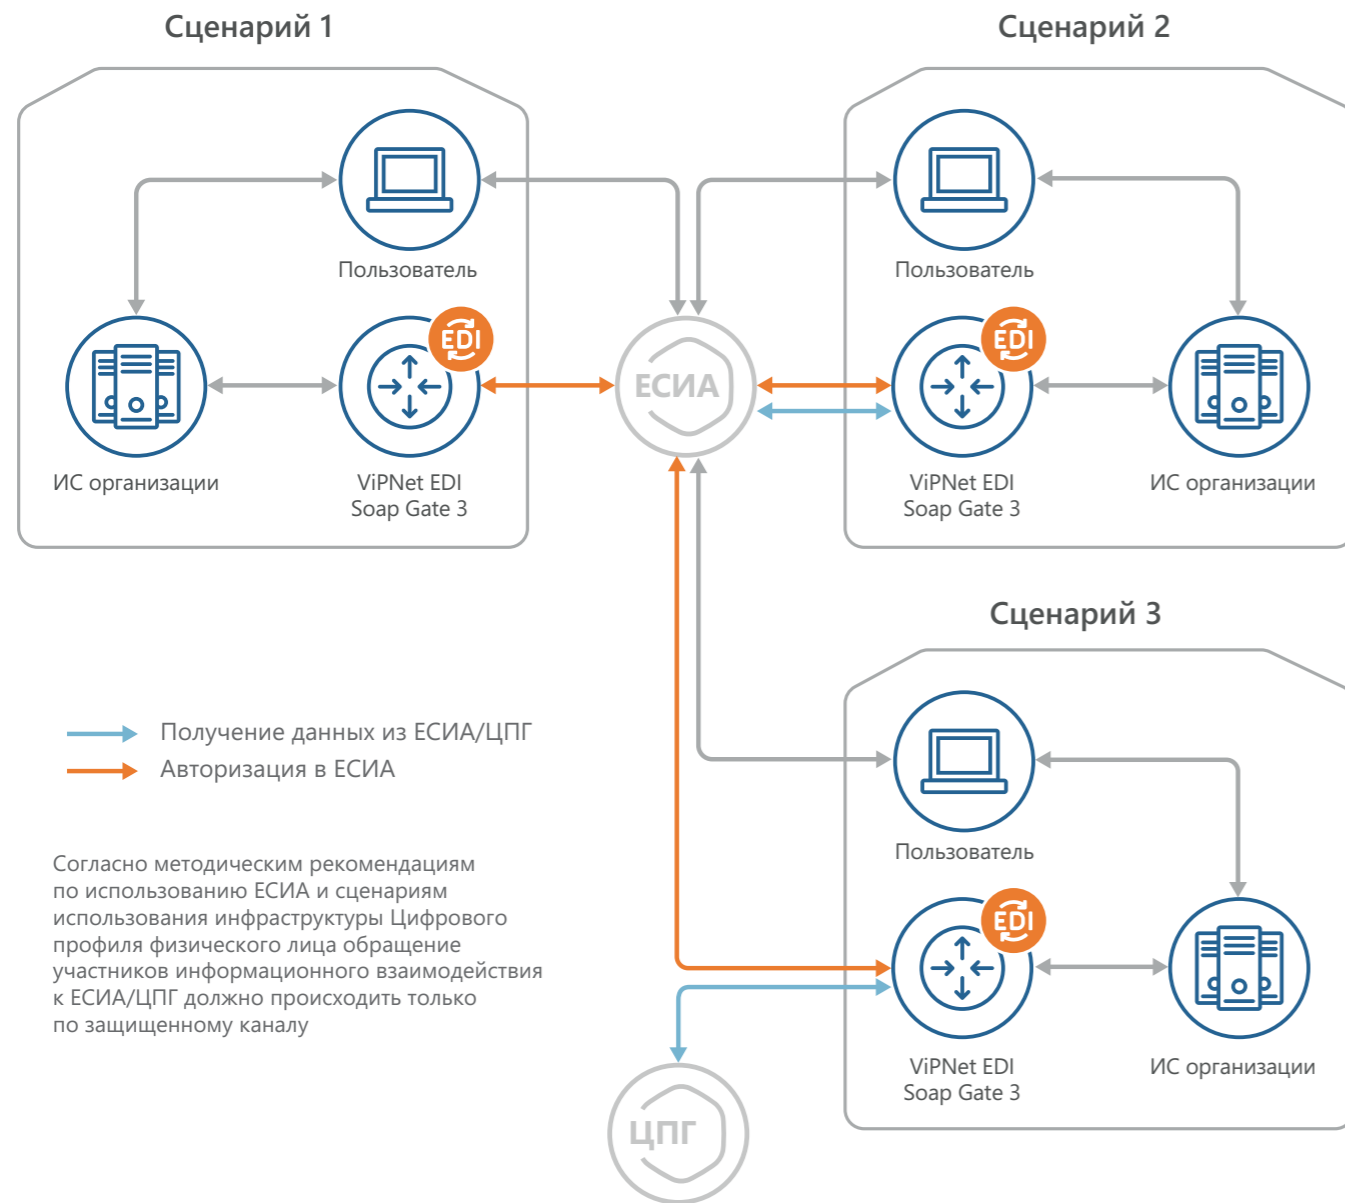 Сценарий 1
Сценарий 2
Пользователь
Пользователь
EDI
EDI
ЕСИА
ИС организации
ViPNet EDI
Soap Gate 3
ViPNet EDI
Soap Gate 3
ИС организации
Сценарий 3
Получение данных из ЕСИА/ЦПГ
Авторизация в ЕСИА
Пользователь
Согласно методическим рекомендациям
по использованию ЕСИА и сценариям
использования инфраструктуры Цифрового
профиля физического лица обращение
участников информационного взаимодействия
к ЕСИА/ЦПГ должно происходить только
по защищенному каналу
EDI
ViPNet EDI
Soap Gate 3
ИС организации
ЦПГ